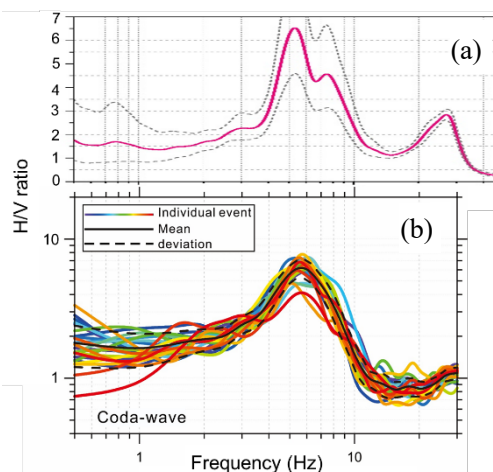 7
6
5
4
3
2
1
0
(a)
H/V ratio
Individual event
Mean
deviation
(b)
10
1
Coda-wave
1
10
Frequency (Hz)